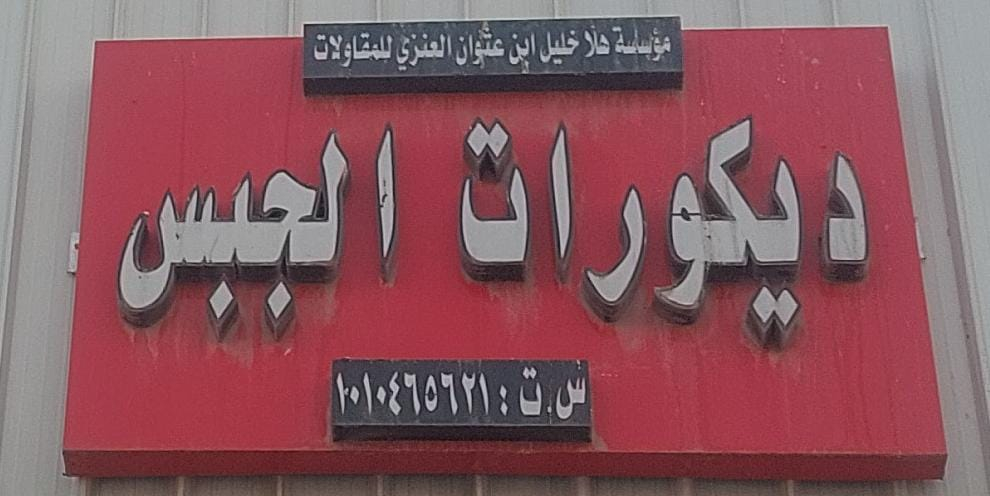 مؤسسة هلا خليل ابن عثوان العنزي للمقاولات
ديكورات الجبس
س.ت : ١٠١٠٤٦٥٦٢١